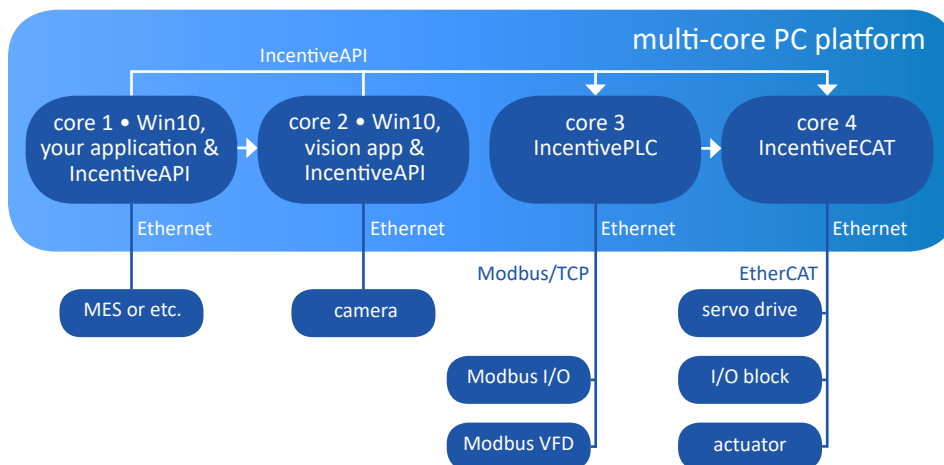 multi-core PC platform
IncentiveAPI
core 1 • Win10,
your application &
IncentiveAPI
core 2 • Win10,
vision app &
IncentiveAPI
core 3
IncentivePLC
core 4
IncentiveECAT
Ethernet
Ethernet
Ethernet
Ethernet
Modbus/TCP
EtherCAT
MES or etc.
camera
servo drive
Modbus I/O
I/O block
Modbus VFD
actuator